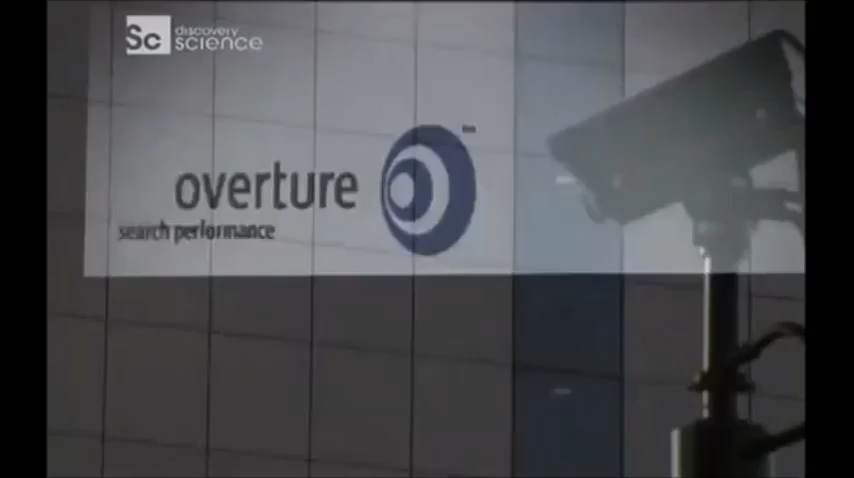 Sc discovery
science
overture
search performance